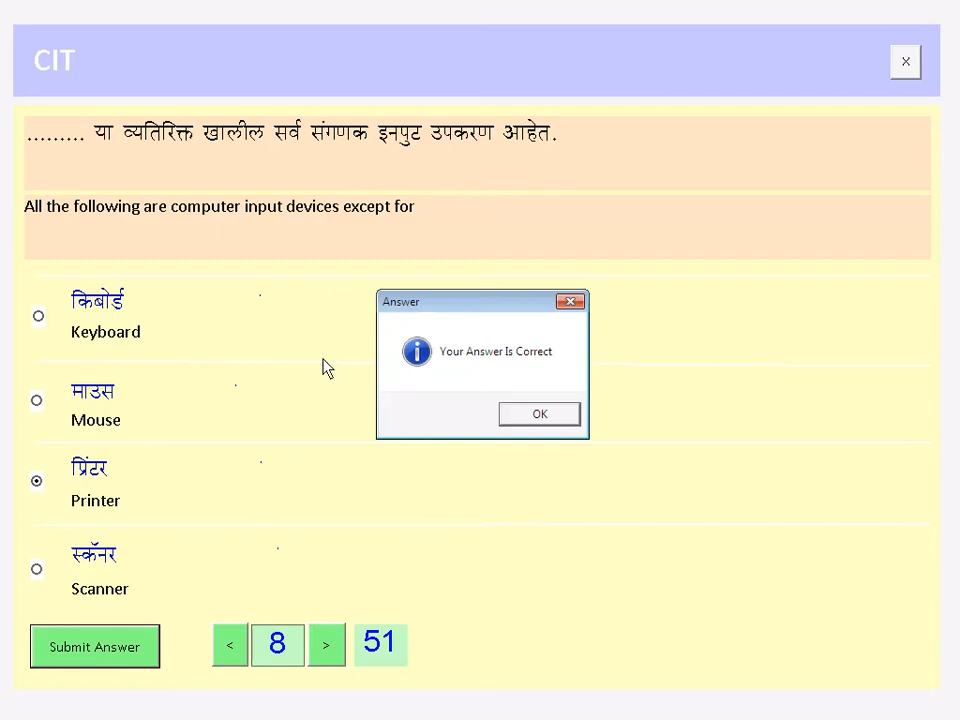 CIT
x
......... या व्यतिरिक्त खालील सर्व संगणक इनपुट उपकरण आहेत.
All the following are computer input devices except for
किबोर्ड
Keyboard
Answer
Your Answer Is Correct
OK
माउस
Mouse
प्रिंटर
Printer
स्कॅनर
Scanner
Submit Answer < 8 > 51